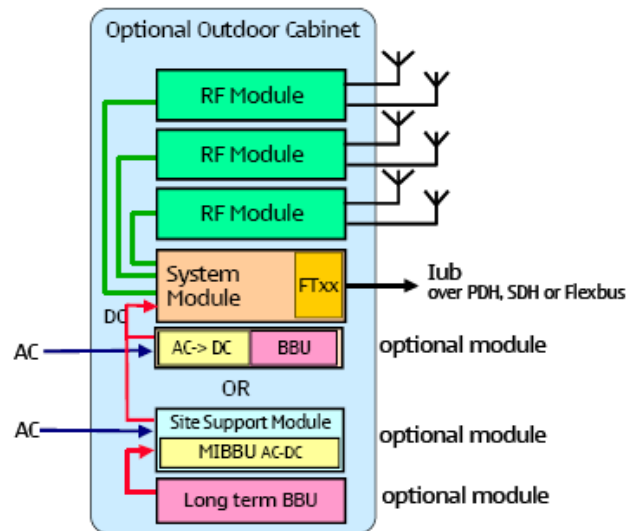 Optional Outdoor Cabinet
RF Module
RF Module
RF Module
System
Module
FTxx
Iub
over PDH, SDH or Flexbus
DC
AC
AC-> DC
BBU
optional module
OR
AC
Site Support Module
MIBBU AC-DC
optional module
Long term BBU
optional module